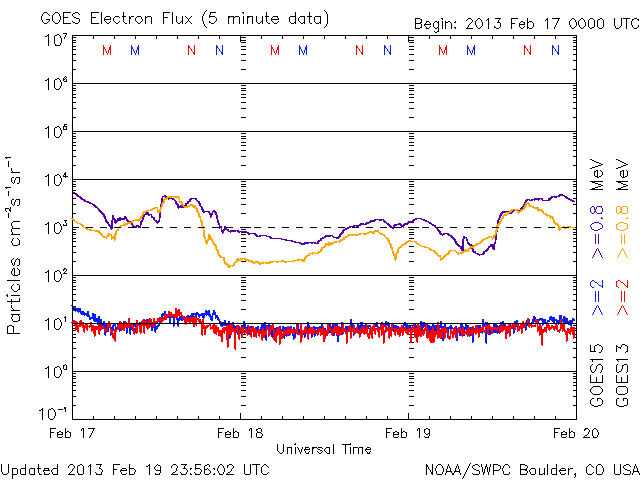 GOES Electron Flux (5 minute data)
Begin: 2013 Feb 17 0000 UTC
M M N N M M N N M M N N
10⁷
10⁶
10⁵
10⁴
10³
10²
10¹
10⁰
10⁻¹
Particles cm⁻²s⁻¹sr⁻¹
Feb 17 Feb 18 Feb 19 Feb 20
Universal Time
GOES15 >=2 >=0.8 MeV
GOES13 >=2 >=0.8 MeV
Updated 2013 Feb 19 23:56:02 UTC
NOAA/SWPC Boulder, CO USA